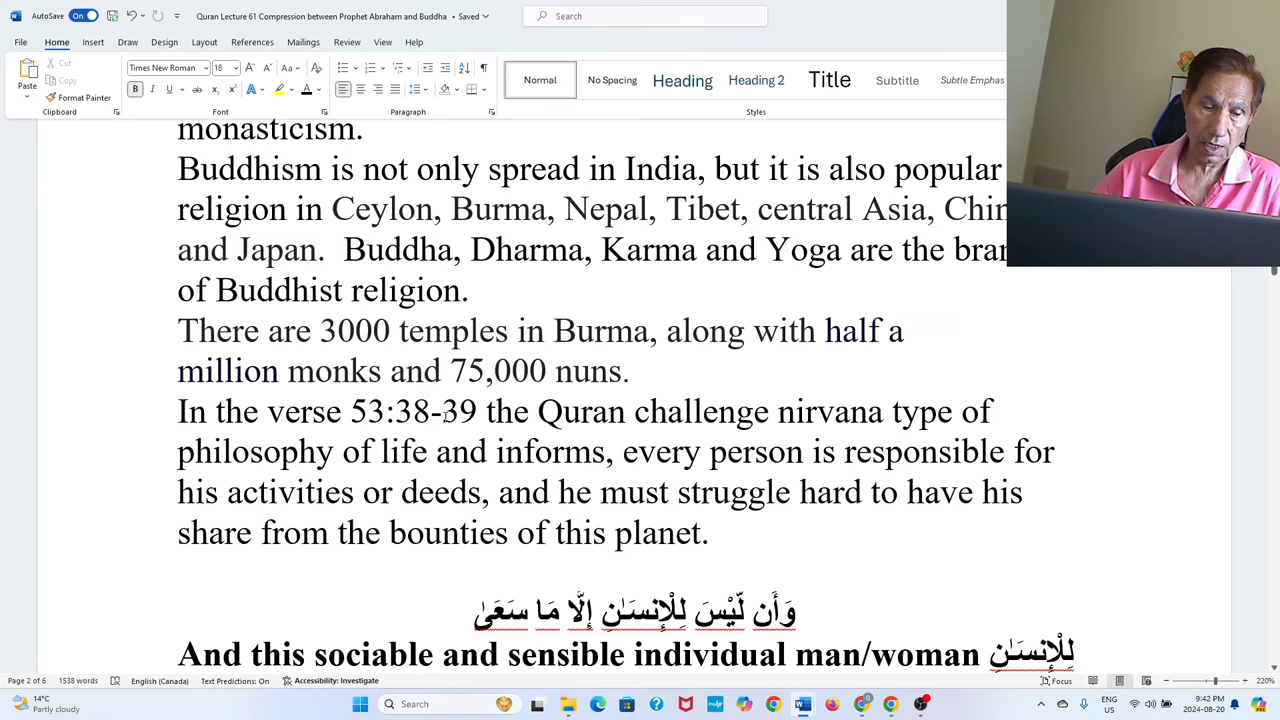 AutoSave On Quran Lecture 61 Compression between Prophet Abraham and Buddha • Saved Search
File Home Insert Draw Design Layout References Mailings Review View Help
Paste Cut Copy Format Painter
Times New Roman 18 Aa
B I U ab x₂ x² A A
Normal No Spacing Heading Heading 2 Title Subtitle Subtle Emphas
Clipboard Font Paragraph Styles
monasticism.
Buddhism is not only spread in India, but it is also popular
religion in Ceylon, Burma, Nepal, Tibet, central Asia, Chin
and Japan. Buddha, Dharma, Karma and Yoga are the bran
of Buddhist religion.
There are 3000 temples in Burma, along with half a
million monks and 75,000 nuns.
In the verse 53:38-39 the Quran challenge nirvana type of
philosophy of life and informs, every person is responsible for
his activities or deeds, and he must struggle hard to have his
share from the bounties of this planet.
وَأَن لَّيْسَ لِلْإِنسَـٰنِ إِلَّا مَا سَعَىٰ
And this sociable and sensible individual man/woman لِلْإِنسَـٰنِ
Page 2 of 6 1538 words English (Canada) Text Predictions: On Accessibility: Investigate Focus 220%
14°C
Partly cloudy
Search
ENG
US
9:42 PM
2024-08-20